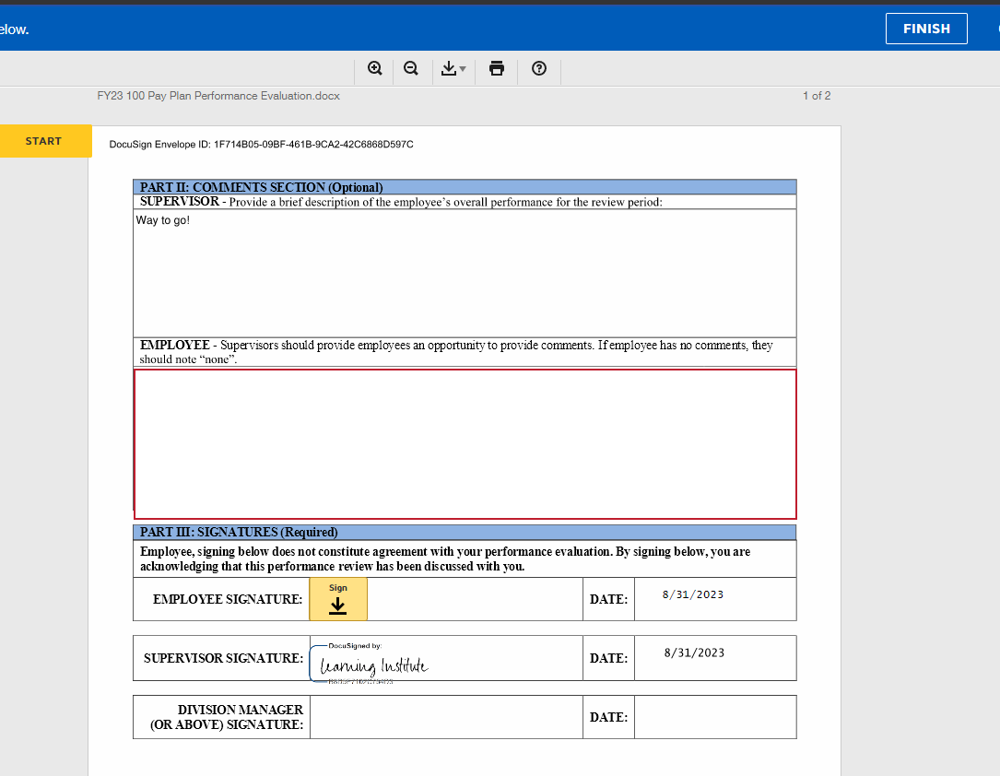 elow.
FINISH
FY23 100 Pay Plan Performance Evaluation.docx
1 of 2
START
DocuSign Envelope ID: 1F714B05-09BF-461B-9CA2-42C6868D597C
PART II: COMMENTS SECTION (Optional)
SUPERVISOR - Provide a brief description of the employee’s overall performance for the review period:
Way to go!
EMPLOYEE - Supervisors should provide employees an opportunity to provide comments. If employee has no comments, they
should note “none”.
PART III: SIGNATURES (Required)
Employee, signing below does not constitute agreement with your performance evaluation. By signing below, you are
acknowledging that this performance review has been discussed with you.
EMPLOYEE SIGNATURE:
Sign
DATE:
8/31/2023
SUPERVISOR SIGNATURE:
DocuSigned by:
Learning Institute
DATE:
8/31/2023
DIVISION MANAGER
(OR ABOVE) SIGNATURE:
DATE: